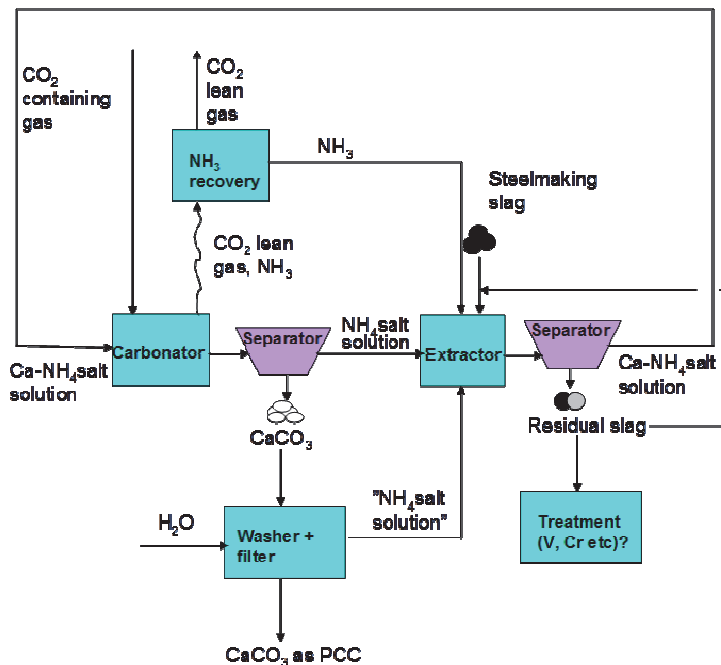 CO₂
containing
gas
CO₂
lean
gas
NH₃
recovery
NH₃
Steelmaking
slag
CO₂ lean
gas, NH₃
Carbonator
Separator
NH₄salt
solution
Extractor
Separator
Ca-NH₄salt
solution
Ca-NH₄salt
solution
CaCO₃
Residual slag
H₂O
Washer +
filter
"NH₄salt
solution"
Treatment
(V, Cr etc)?
CaCO₃ as PCC